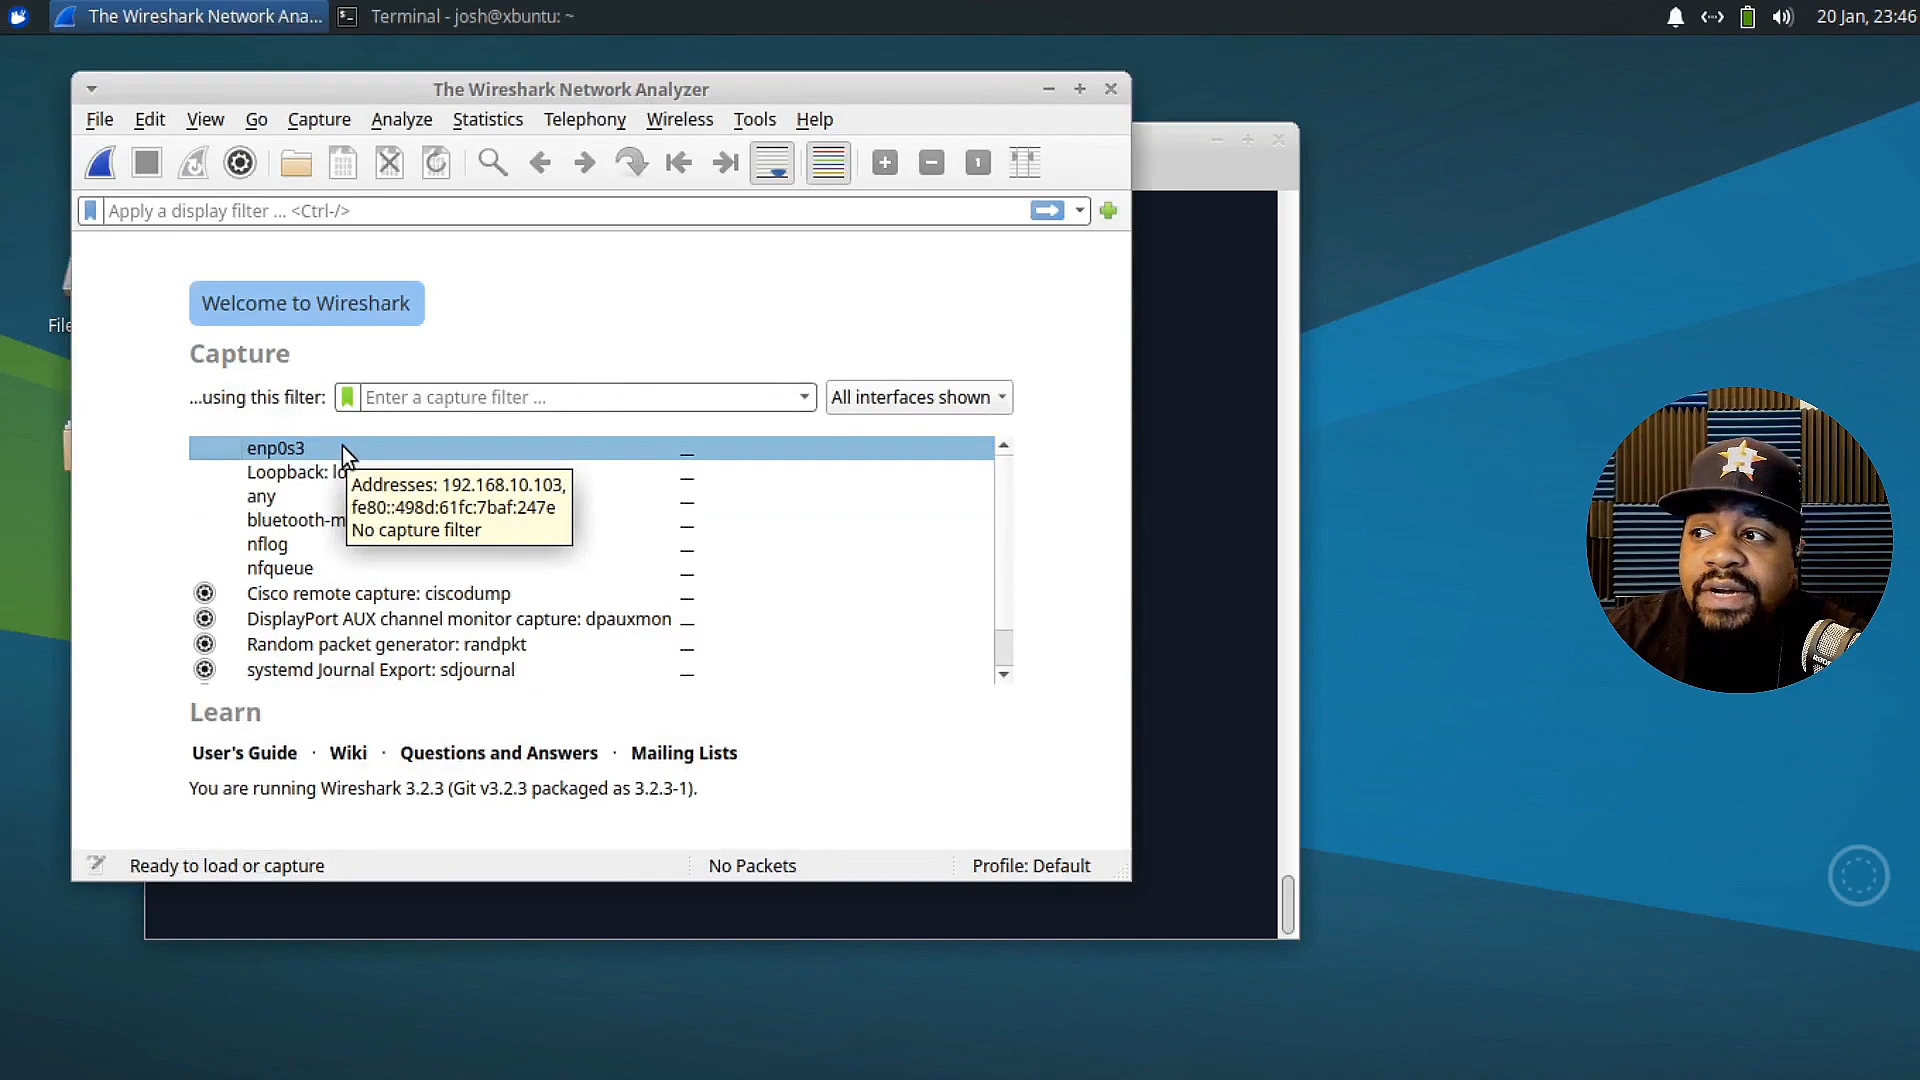 The Wireshark Network Ana...
Terminal - josh@xbuntu: ~
20 Jan, 23:46
The Wireshark Network Analyzer
File Edit View Go Capture Analyze Statistics Telephony Wireless Tools Help
Apply a display filter ... <Ctrl-/>
Welcome to Wireshark
Capture
File
...using this filter:
Enter a capture filter ...
All interfaces shown
enp0s3
Loopback: lo
Addresses: 192.168.10.103,
fe80::498d:61fc:7baf:247e
No capture filter
any
bluetooth-m
nflog
nfqueue
Cisco remote capture: ciscodump
DisplayPort AUX channel monitor capture: dpauxmon
Random packet generator: randpkt
systemd Journal Export: sdjournal
Learn
User's Guide · Wiki · Questions and Answers · Mailing Lists
You are running Wireshark 3.2.3 (Git v3.2.3 packaged as 3.2.3-1).
Ready to load or capture
No Packets
Profile: Default